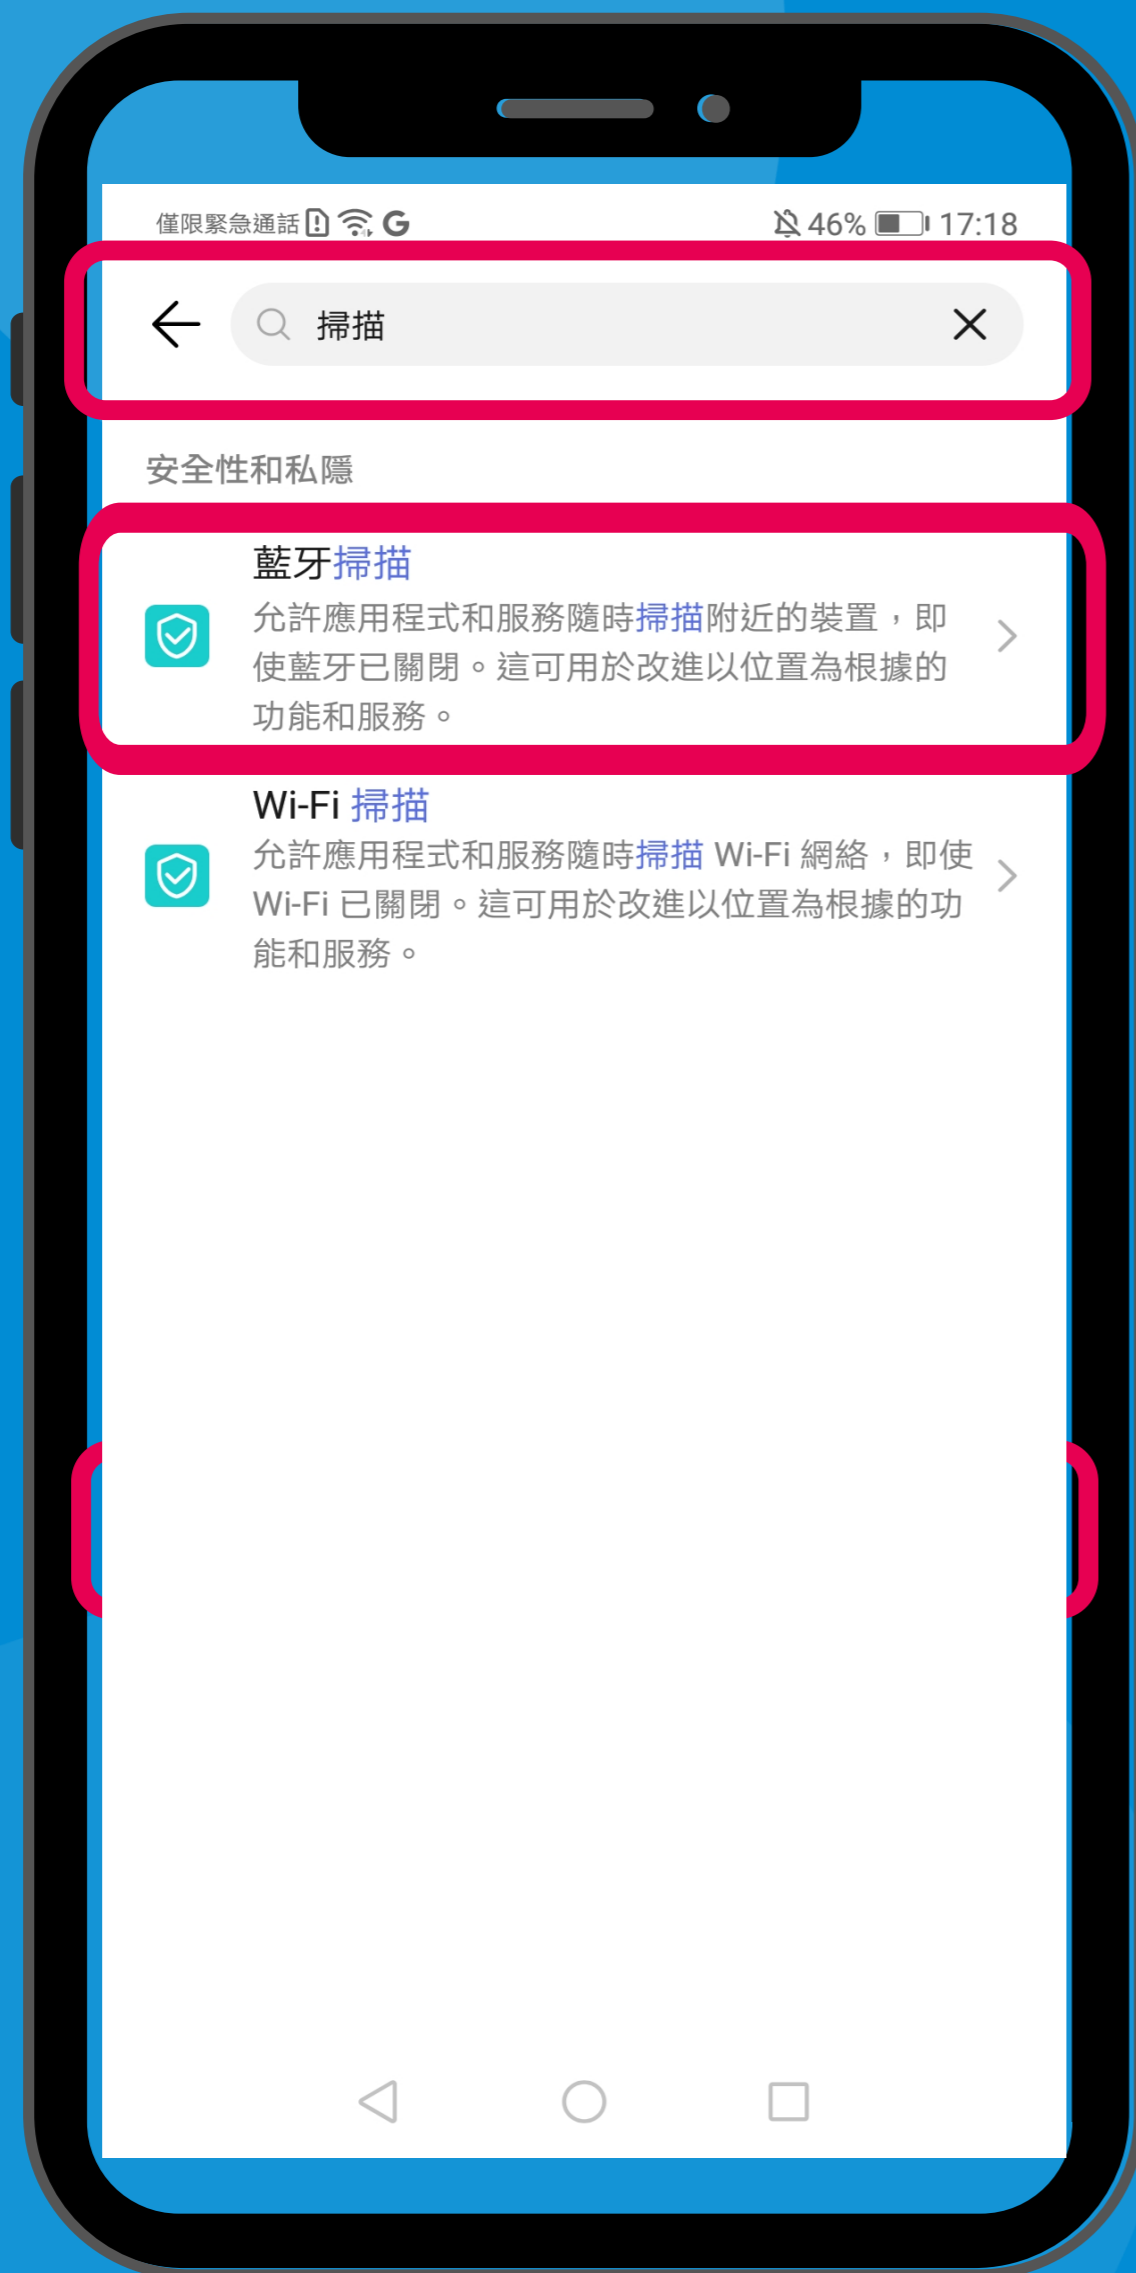 僅限緊急通話 G 46% 17:18
掃描
安全性和私隱
藍牙掃描
允許應用程式和服務隨時掃描附近的裝置，即
使藍牙已關閉。這可用於改進以位置為根據的
功能和服務。
Wi-Fi 掃描
允許應用程式和服務隨時掃描 Wi-Fi 網絡，即使
Wi-Fi 已關閉。這可用於改進以位置為根據的功
能和服務。